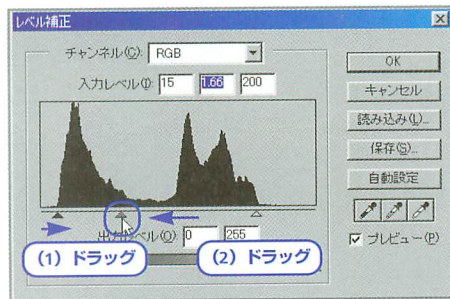 レベル補正
チャンネル(C): RGB
入力レベル(I): 15 1.66 200
出力レベル(O): 0 255
(1) ドラッグ
(2) ドラッグ
OK
キャンセル
読み込み(L)...
保存(S)...
自動設定
プレビュー(P)